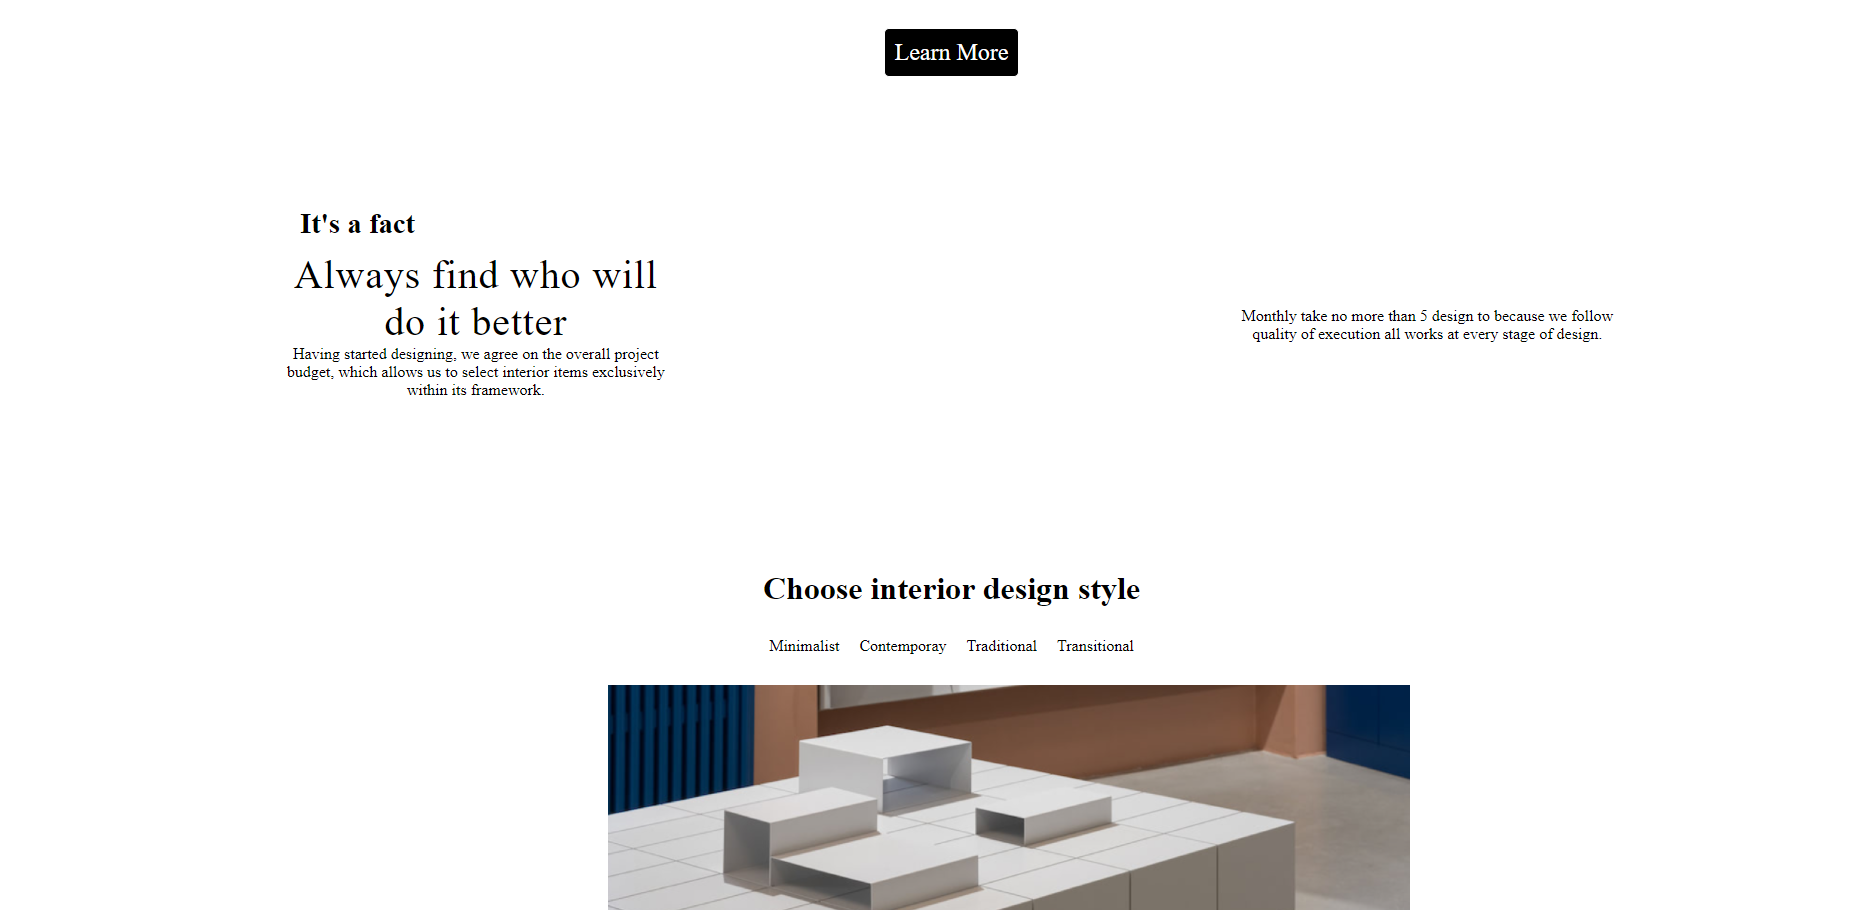 Learn More
It's a fact
Always find who will
do it better
Having started designing, we agree on the overall project
budget, which allows us to select interior items exclusively
within its framework.
Monthly take no more than 5 design to because we follow
quality of execution all works at every stage of design.
Choose interior design style
Minimalist Contemporay Traditional Transitional